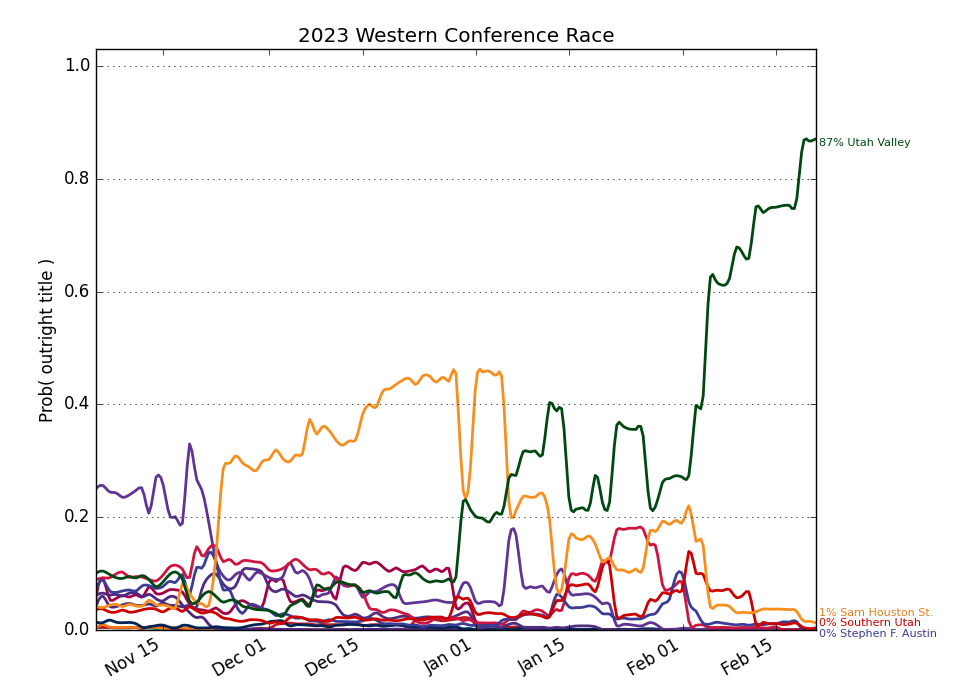 2023 Western Conference Race
Prob( outright title )
1.0
0.8
0.6
0.4
0.2
0.0
Nov 15
Dec 01
Dec 15
Jan 01
Jan 15
Feb 01
Feb 15
87% Utah Valley
1% Sam Houston St.
0% Southern Utah
0% Stephen F. Austin